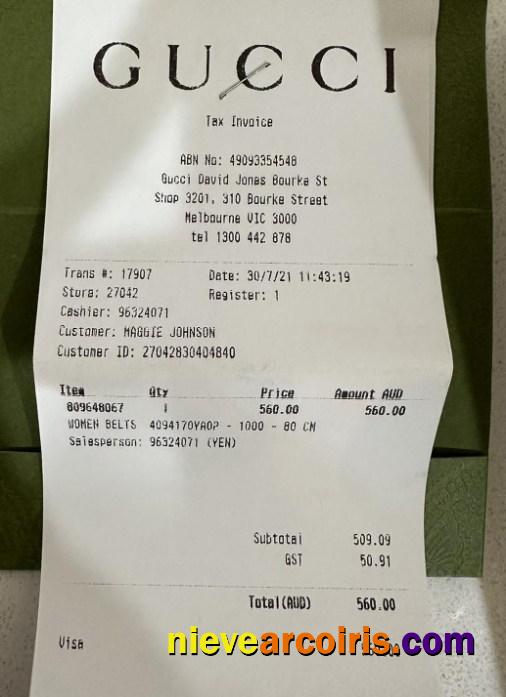 GUCCI
Tax Invoice
ABN No: 49093354548
Gucci David Jones Bourke St
Shop 3201, 310 Bourke Street
Melbourne VIC 3000
tel 1300 442 878
Trans #: 17907 Date: 30/7/21 11:43:19
Store: 27042 Register: 1
Cashier: 96324071
Customer: MAGGIE JOHNSON
Customer ID: 27042830404840
Item Qty Price Amount AUD
809648067 1 560.00 560.00
WOMEN BELTS 4094170YA0P - 1000 - 80 CM
Salesperson: 96324071 (YEN)
Subtotal 509.09
GST 50.91
Total(AUD) 560.00
Visa
nievearcoiris.com